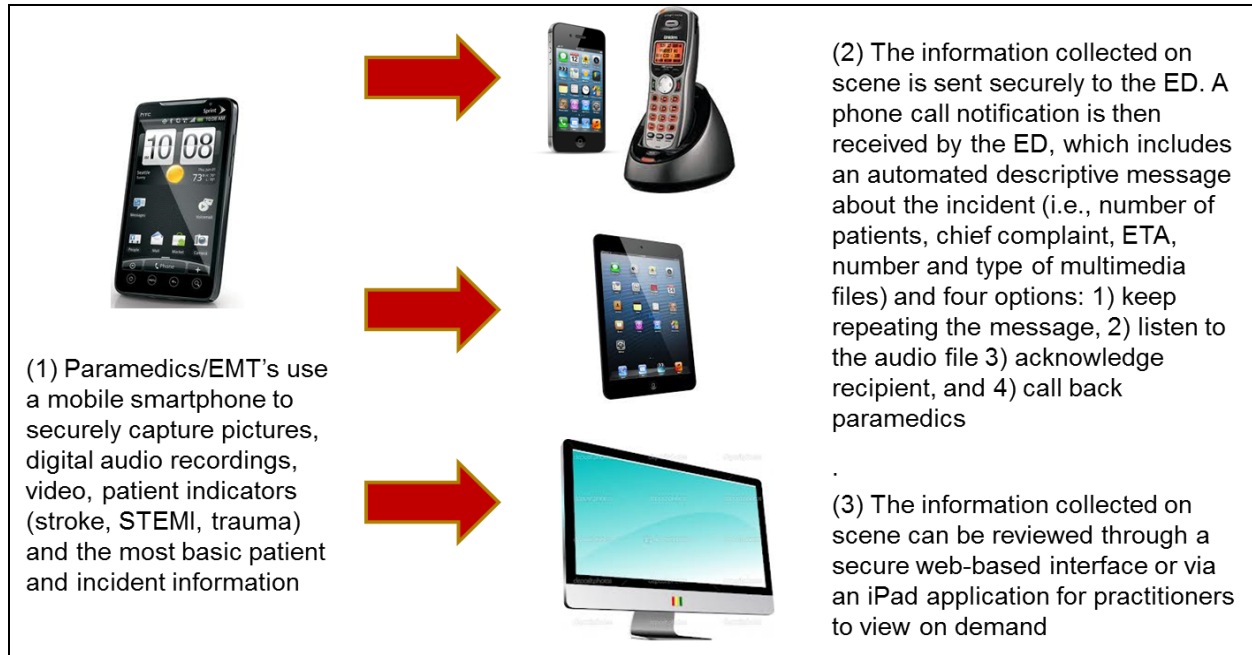 HTC
Sprint
10 08
73°
(1) Paramedics/EMT’s use
a mobile smartphone to
securely capture pictures,
digital audio recordings,
video, patient indicators
(stroke, STEMI, trauma)
and the most basic patient
and incident information
(2) The information collected on
scene is sent securely to the ED. A
phone call notification is then
received by the ED, which includes
an automated descriptive message
about the incident (i.e., number of
patients, chief complaint, ETA,
number and type of multimedia
files) and four options: 1) keep
repeating the message, 2) listen to
the audio file 3) acknowledge
recipient, and 4) call back
paramedics
.
(3) The information collected on
scene can be reviewed through a
secure web-based interface or via
an iPad application for practitioners
to view on demand